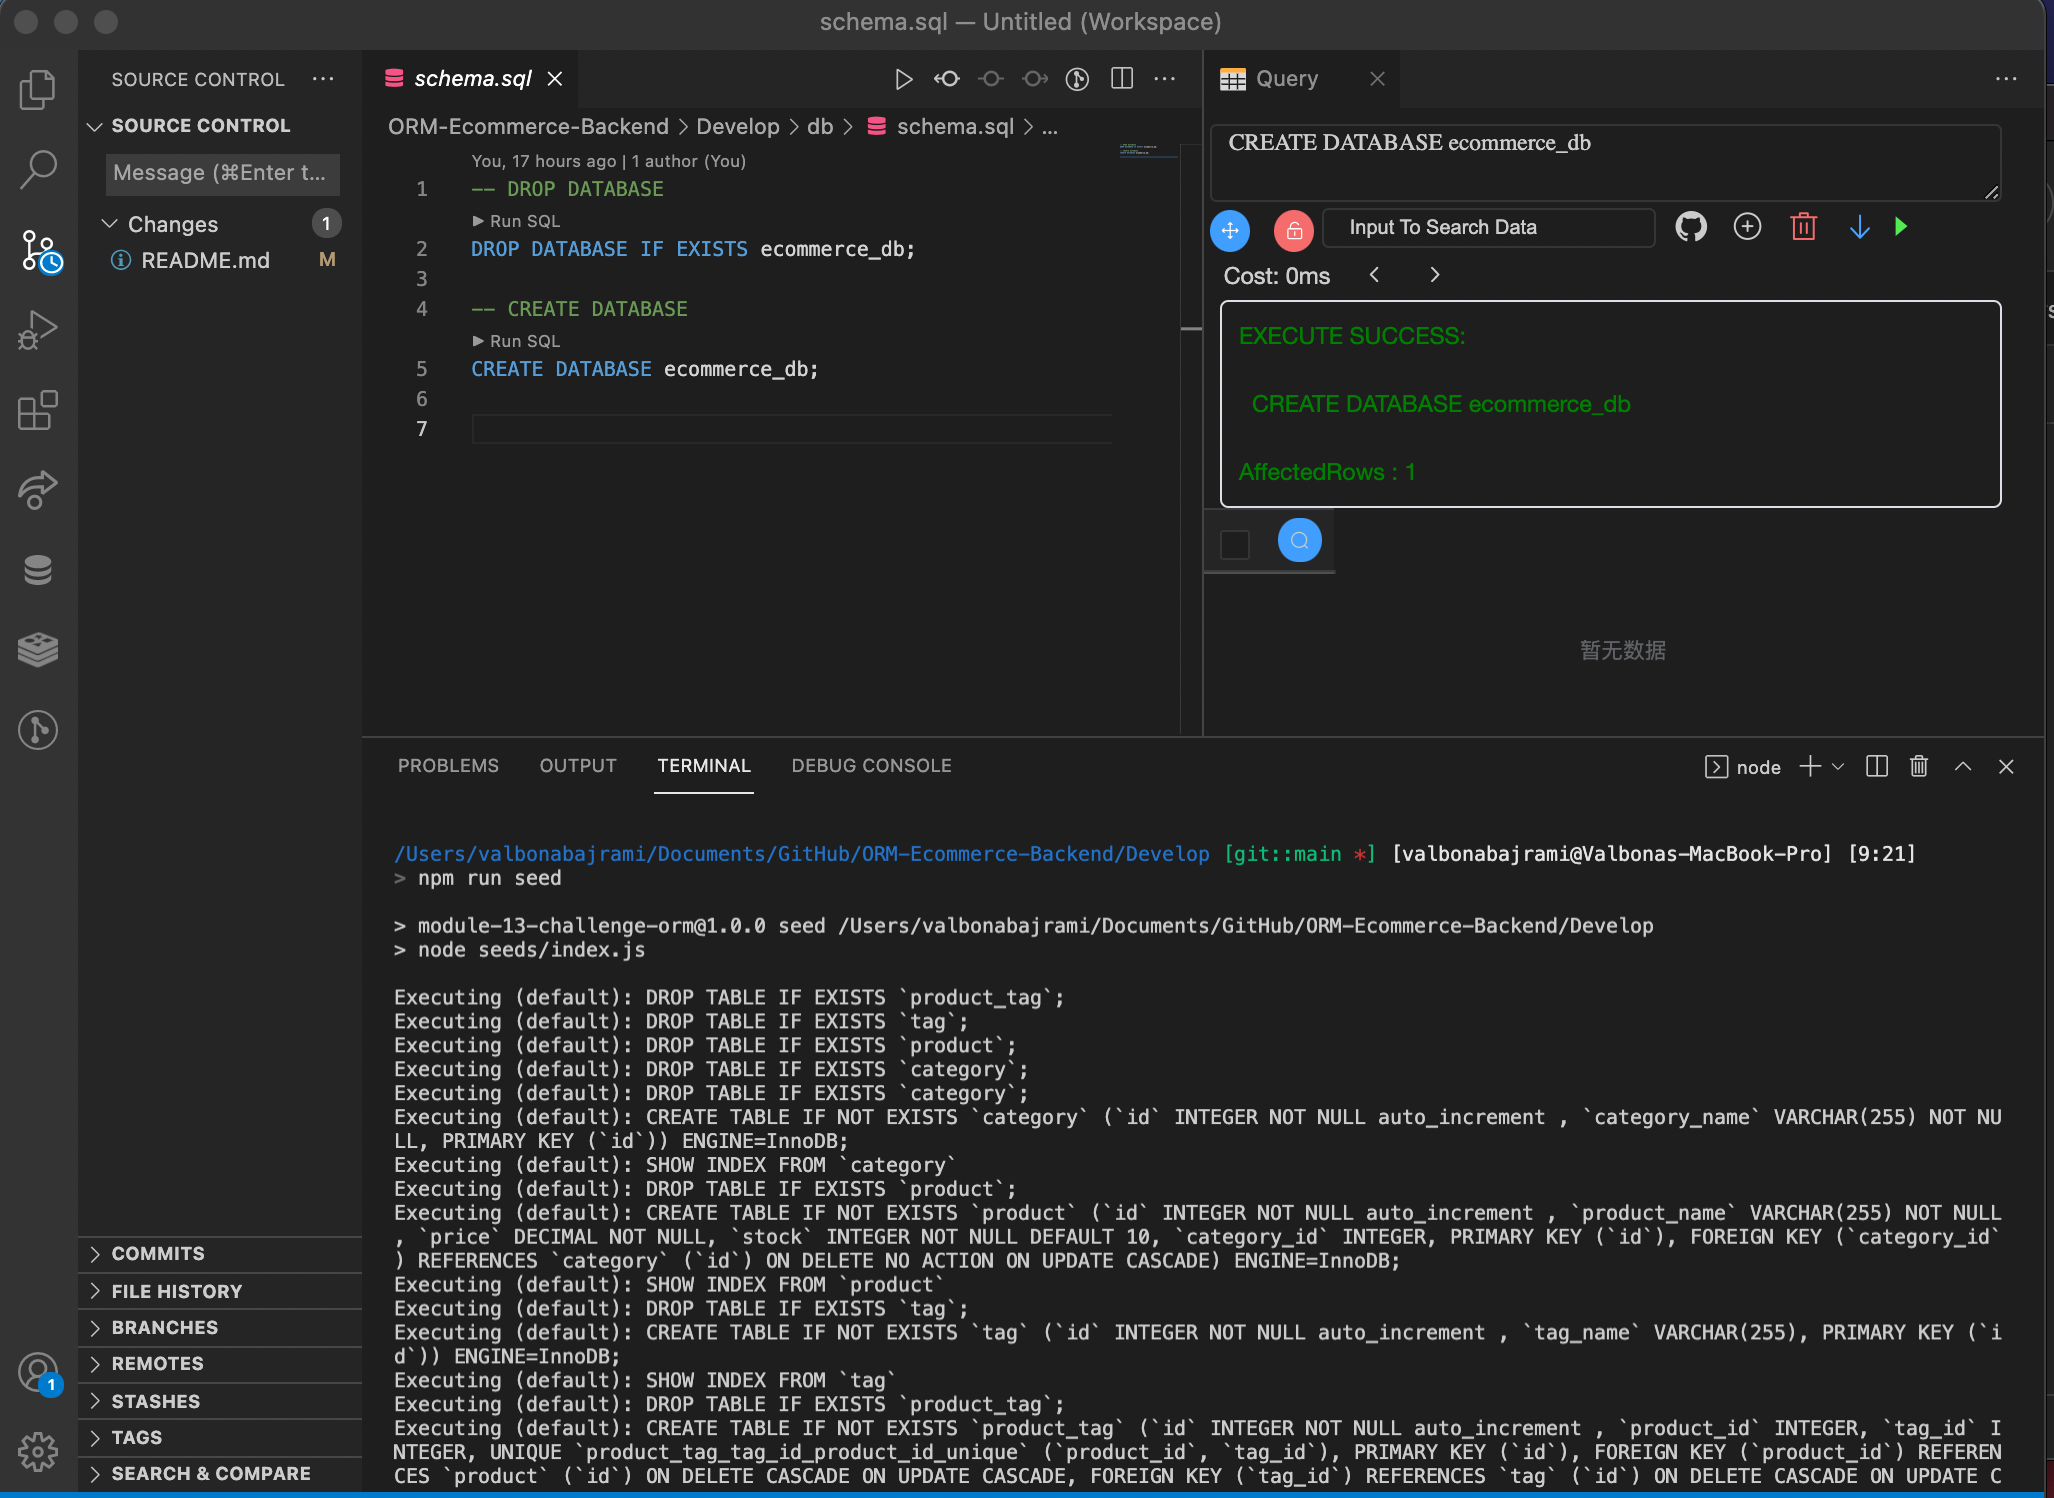 schema.sql — Untitled (Workspace)
SOURCE CONTROL
SOURCE CONTROL
Message (⌘Enter t...
Changes 1
README.md M
COMMITS
FILE HISTORY
BRANCHES
REMOTES
STASHES
TAGS
SEARCH & COMPARE
1
schema.sql
ORM-Ecommerce-Backend > Develop > db > schema.sql > ...
You, 17 hours ago | 1 author (You)
1 -- DROP DATABASE
Run SQL
2 DROP DATABASE IF EXISTS ecommerce_db;
3
4 -- CREATE DATABASE
Run SQL
5 CREATE DATABASE ecommerce_db;
6
7
Query
CREATE DATABASE ecommerce_db
Input To Search Data
Cost: 0ms < >
EXECUTE SUCCESS:
CREATE DATABASE ecommerce_db
AffectedRows : 1
暂无数据
PROBLEMS OUTPUT TERMINAL DEBUG CONSOLE
node
/Users/valbonabajrami/Documents/GitHub/ORM-Ecommerce-Backend/Develop [git::main *] [valbonabajrami@Valbonas-MacBook-Pro] [9:21]
> npm run seed
> module-13-challenge-orm@1.0.0 seed /Users/valbonabajrami/Documents/GitHub/ORM-Ecommerce-Backend/Develop
> node seeds/index.js
Executing (default): DROP TABLE IF EXISTS `product_tag`;
Executing (default): DROP TABLE IF EXISTS `tag`;
Executing (default): DROP TABLE IF EXISTS `product`;
Executing (default): DROP TABLE IF EXISTS `category`;
Executing (default): DROP TABLE IF EXISTS `category`;
Executing (default): CREATE TABLE IF NOT EXISTS `category` (`id` INTEGER NOT NULL auto_increment , `category_name` VARCHAR(255) NOT NU
LL, PRIMARY KEY (`id`)) ENGINE=InnoDB;
Executing (default): SHOW INDEX FROM `category`
Executing (default): DROP TABLE IF EXISTS `product`;
Executing (default): CREATE TABLE IF NOT EXISTS `product` (`id` INTEGER NOT NULL auto_increment , `product_name` VARCHAR(255) NOT NULL
, `price` DECIMAL NOT NULL, `stock` INTEGER NOT NULL DEFAULT 10, `category_id` INTEGER, PRIMARY KEY (`id`), FOREIGN KEY (`category_id`
) REFERENCES `category` (`id`) ON DELETE NO ACTION ON UPDATE CASCADE) ENGINE=InnoDB;
Executing (default): SHOW INDEX FROM `product`
Executing (default): DROP TABLE IF EXISTS `tag`;
Executing (default): CREATE TABLE IF NOT EXISTS `tag` (`id` INTEGER NOT NULL auto_increment , `tag_name` VARCHAR(255), PRIMARY KEY (`i
d`)) ENGINE=InnoDB;
Executing (default): SHOW INDEX FROM `tag`
Executing (default): DROP TABLE IF EXISTS `product_tag`;
Executing (default): CREATE TABLE IF NOT EXISTS `product_tag` (`id` INTEGER NOT NULL auto_increment , `product_id` INTEGER, `tag_id` I
NTEGER, UNIQUE `product_tag_tag_id_product_id_unique` (`product_id`, `tag_id`), PRIMARY KEY (`id`), FOREIGN KEY (`product_id`) REFEREN
CES `product` (`id`) ON DELETE CASCADE ON UPDATE CASCADE, FOREIGN KEY (`tag_id`) REFERENCES `tag` (`id`) ON DELETE CASCADE ON UPDATE C